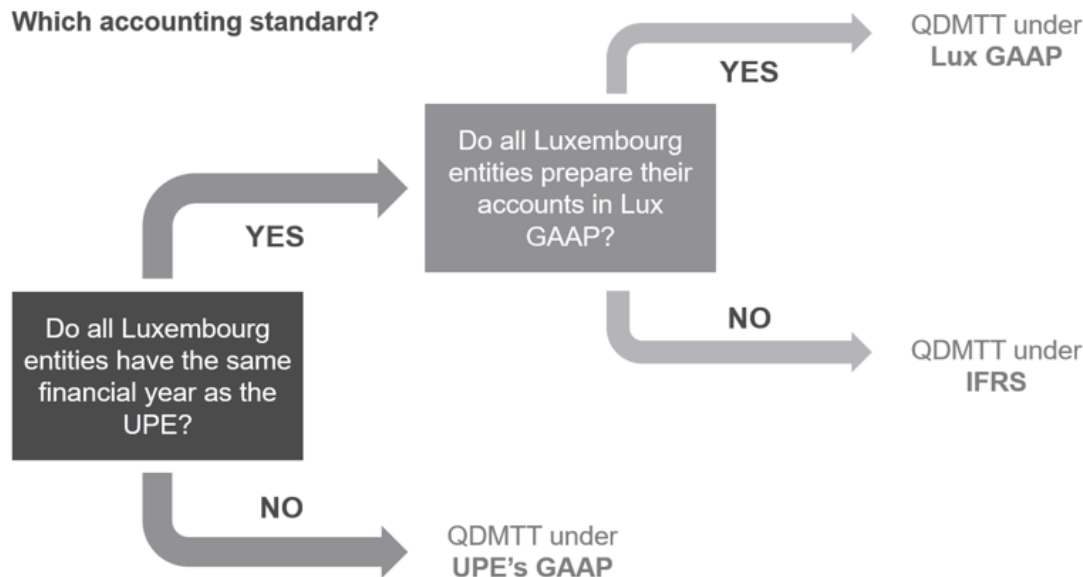 Which accounting standard?
QDMTT under
Lux GAAP
YES
Do all Luxembourg
entities prepare their
accounts in Lux
GAAP?
YES
NO
Do all Luxembourg
entities have the same
financial year as the
UPE?
QDMTT under
IFRS
NO
QDMTT under
UPE's GAAP